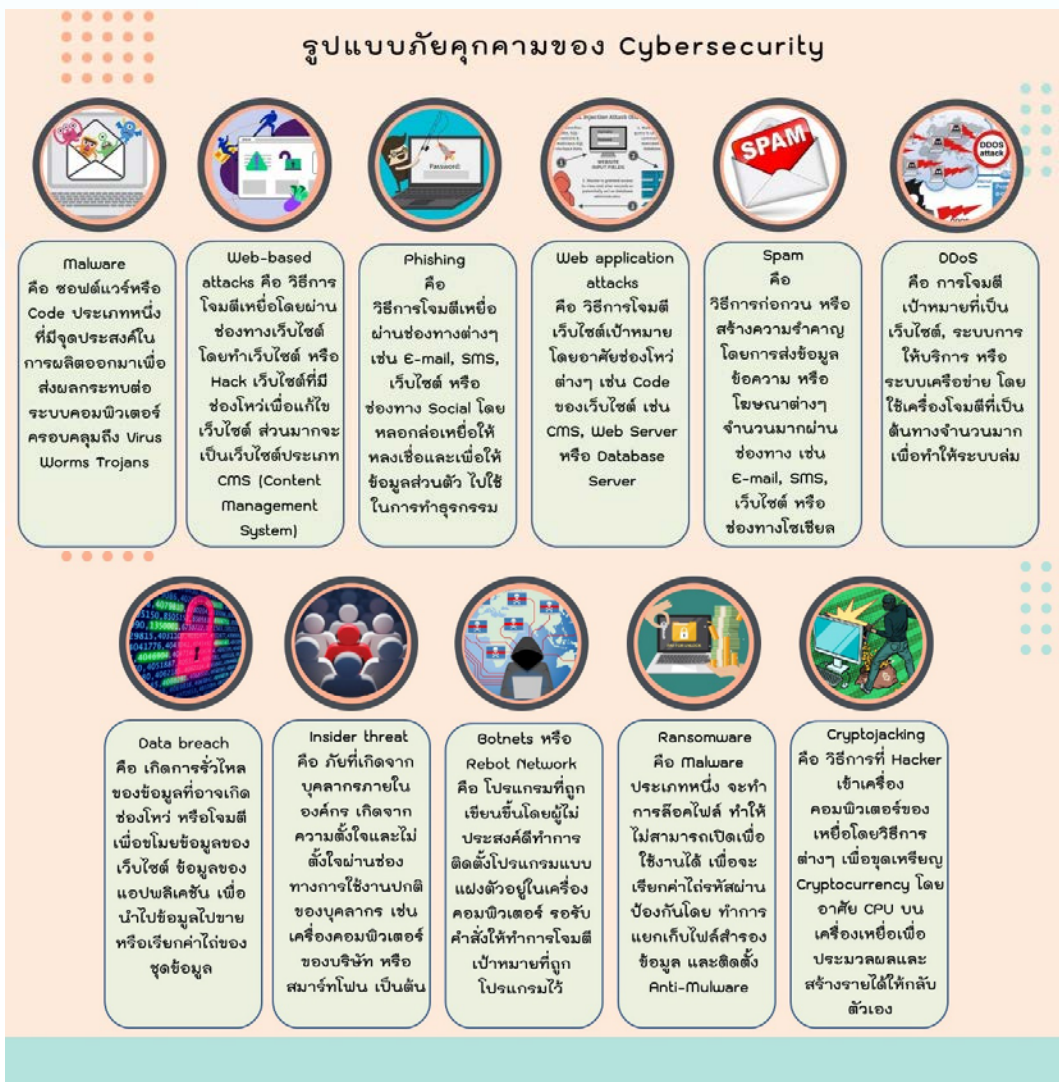 รูปแบบภัยคุกคามของ Cybersecurity
Password:
Injection Attack
WEBSITE
INPUT FIELDS
SPAM
DDOS
attack
Malware
คือ ซอฟต์แวร์หรือ
Code ประเภทหนึ่ง
ที่มีจุดประสงค์ใน
การผลิตออกมาเพื่อ
ส่งผลกระทบต่อ
ระบบคอมพิวเตอร์
ครอบคลุมถึง Virus
Worms Trojans
Web-based
attacks คือ วิธีการ
โจมตีเหยื่อโดยผ่าน
ช่องทางเว็บไซต์
โดยทำเว็บไซต์ หรือ
Hack เว็บไซต์ที่มี
ช่องโหว่เพื่อแก้ไข
เว็บไซต์ ส่วนมากจะ
เป็นเว็บไซต์ประเภท
CMS (Content
Management
System)
Phishing
คือ
วิธีการโจมตีเหยื่อ
ผ่านช่องทางต่างๆ
เช่น E-mail, SMS,
เว็บไซต์ หรือ
ช่องทาง Social โดย
หลอกล่อเหยื่อให้
หลงเชื่อและเพื่อให้
ข้อมูลส่วนตัว ไปใช้
ในการทำธุรกรรม
Web application
attacks
คือ วิธีการโจมตี
เว็บไซต์เป้าหมาย
โดยอาศัยช่องโหว่
ต่างๆ เช่น Code
ของเว็บไซต์ เช่น
CMS, Web Server
หรือ Database
Server
Spam
คือ
วิธีการก่อกวน หรือ
สร้างความรำคาญ
โดยการส่งข้อมูล
ข้อความ หรือ
โฆษณาต่างๆ
จำนวนมากผ่าน
ช่องทาง เช่น
E-mail, SMS,
เว็บไซต์ หรือ
ช่องทางโซเชียล
DDoS
คือ การโจมตี
เป้าหมายที่เป็น
เว็บไซต์, ระบบการ
ให้บริการ หรือ
ระบบเครือข่าย โดย
ใช้เครื่องโจมตีที่เป็น
ต้นทางจำนวนมาก
เพื่อทำให้ระบบล่ม
Data breach
คือ เกิดการรั่วไหล
ของข้อมูลที่อาจเกิด
ช่องโหว่ หรือโจมตี
เพื่อขโมยข้อมูลของ
เว็บไซต์ ข้อมูลของ
แอปพลิเคชัน เพื่อ
นำไปข้อมูลไปขาย
หรือเรียกค่าไถ่ของ
ชุดข้อมูล
Insider threat
คือ ภัยที่เกิดจาก
บุคลากรภายใน
องค์กร เกิดจาก
ความตั้งใจและไม่
ตั้งใจผ่านช่อง
ทางการใช้งานปกติ
ของบุคลากร เช่น
เครื่องคอมพิวเตอร์
ของบริษัท หรือ
สมาร์ทโฟน เป็นต้น
Botnets หรือ
Rebot Network
คือ โปรแกรมที่ถูก
เขียนขึ้นโดยผู้ไม่
ประสงค์ดีทำการ
ติดตั้งโปรแกรมแบบ
แฝงตัวอยู่ในเครื่อง
คอมพิวเตอร์ รอรับ
คำสั่งให้ทำการโจมตี
เป้าหมายที่ถูก
โปรแกรมไว้
Ransomware
คือ Malware
ประเภทหนึ่ง จะทำ
การล๊อคไฟล์ ทำให้
ไม่สามารถเปิดเพื่อ
ใช้งานได้ เพื่อจะ
เรียกค่าไถ่รหัสผ่าน
ป้องกันโดย ทำการ
แยกเก็บไฟล์สำรอง
ข้อมูล และติดตั้ง
Anti-Mulware
Cryptojacking
คือ วิธีการที่ Hacker
เข้าเครื่อง
คอมพิวเตอร์ของ
เหยื่อโดยวิธีการ
ต่างๆ เพื่อขุดเหรียญ
Cryptocurrency โดย
อาศัย CPU บน
เครื่องเหยื่อเพื่อ
ประมวลผลและ
สร้างรายได้ให้กลับ
ตัวเอง